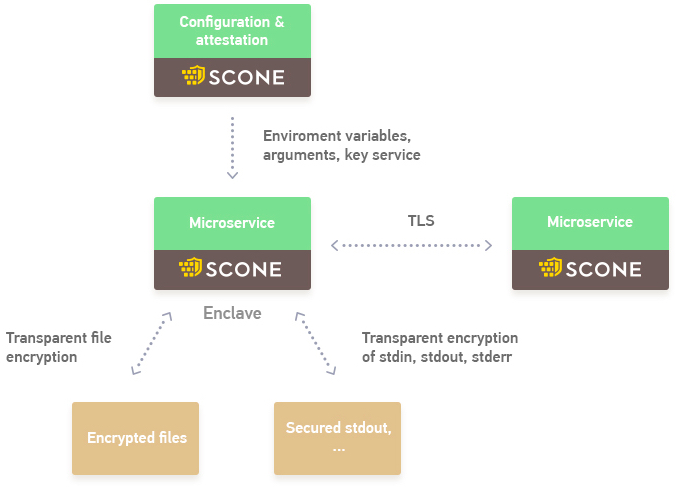 Configuration &
attestation
SCONE
Enviroment variables,
arguments, key service
Microservice
SCONE
Enclave
TLS
Microservice
SCONE
Transparent file
encryption
Transparent encryption
of stdin, stdout, stderr
Encrypted files
Secured stdout,
...